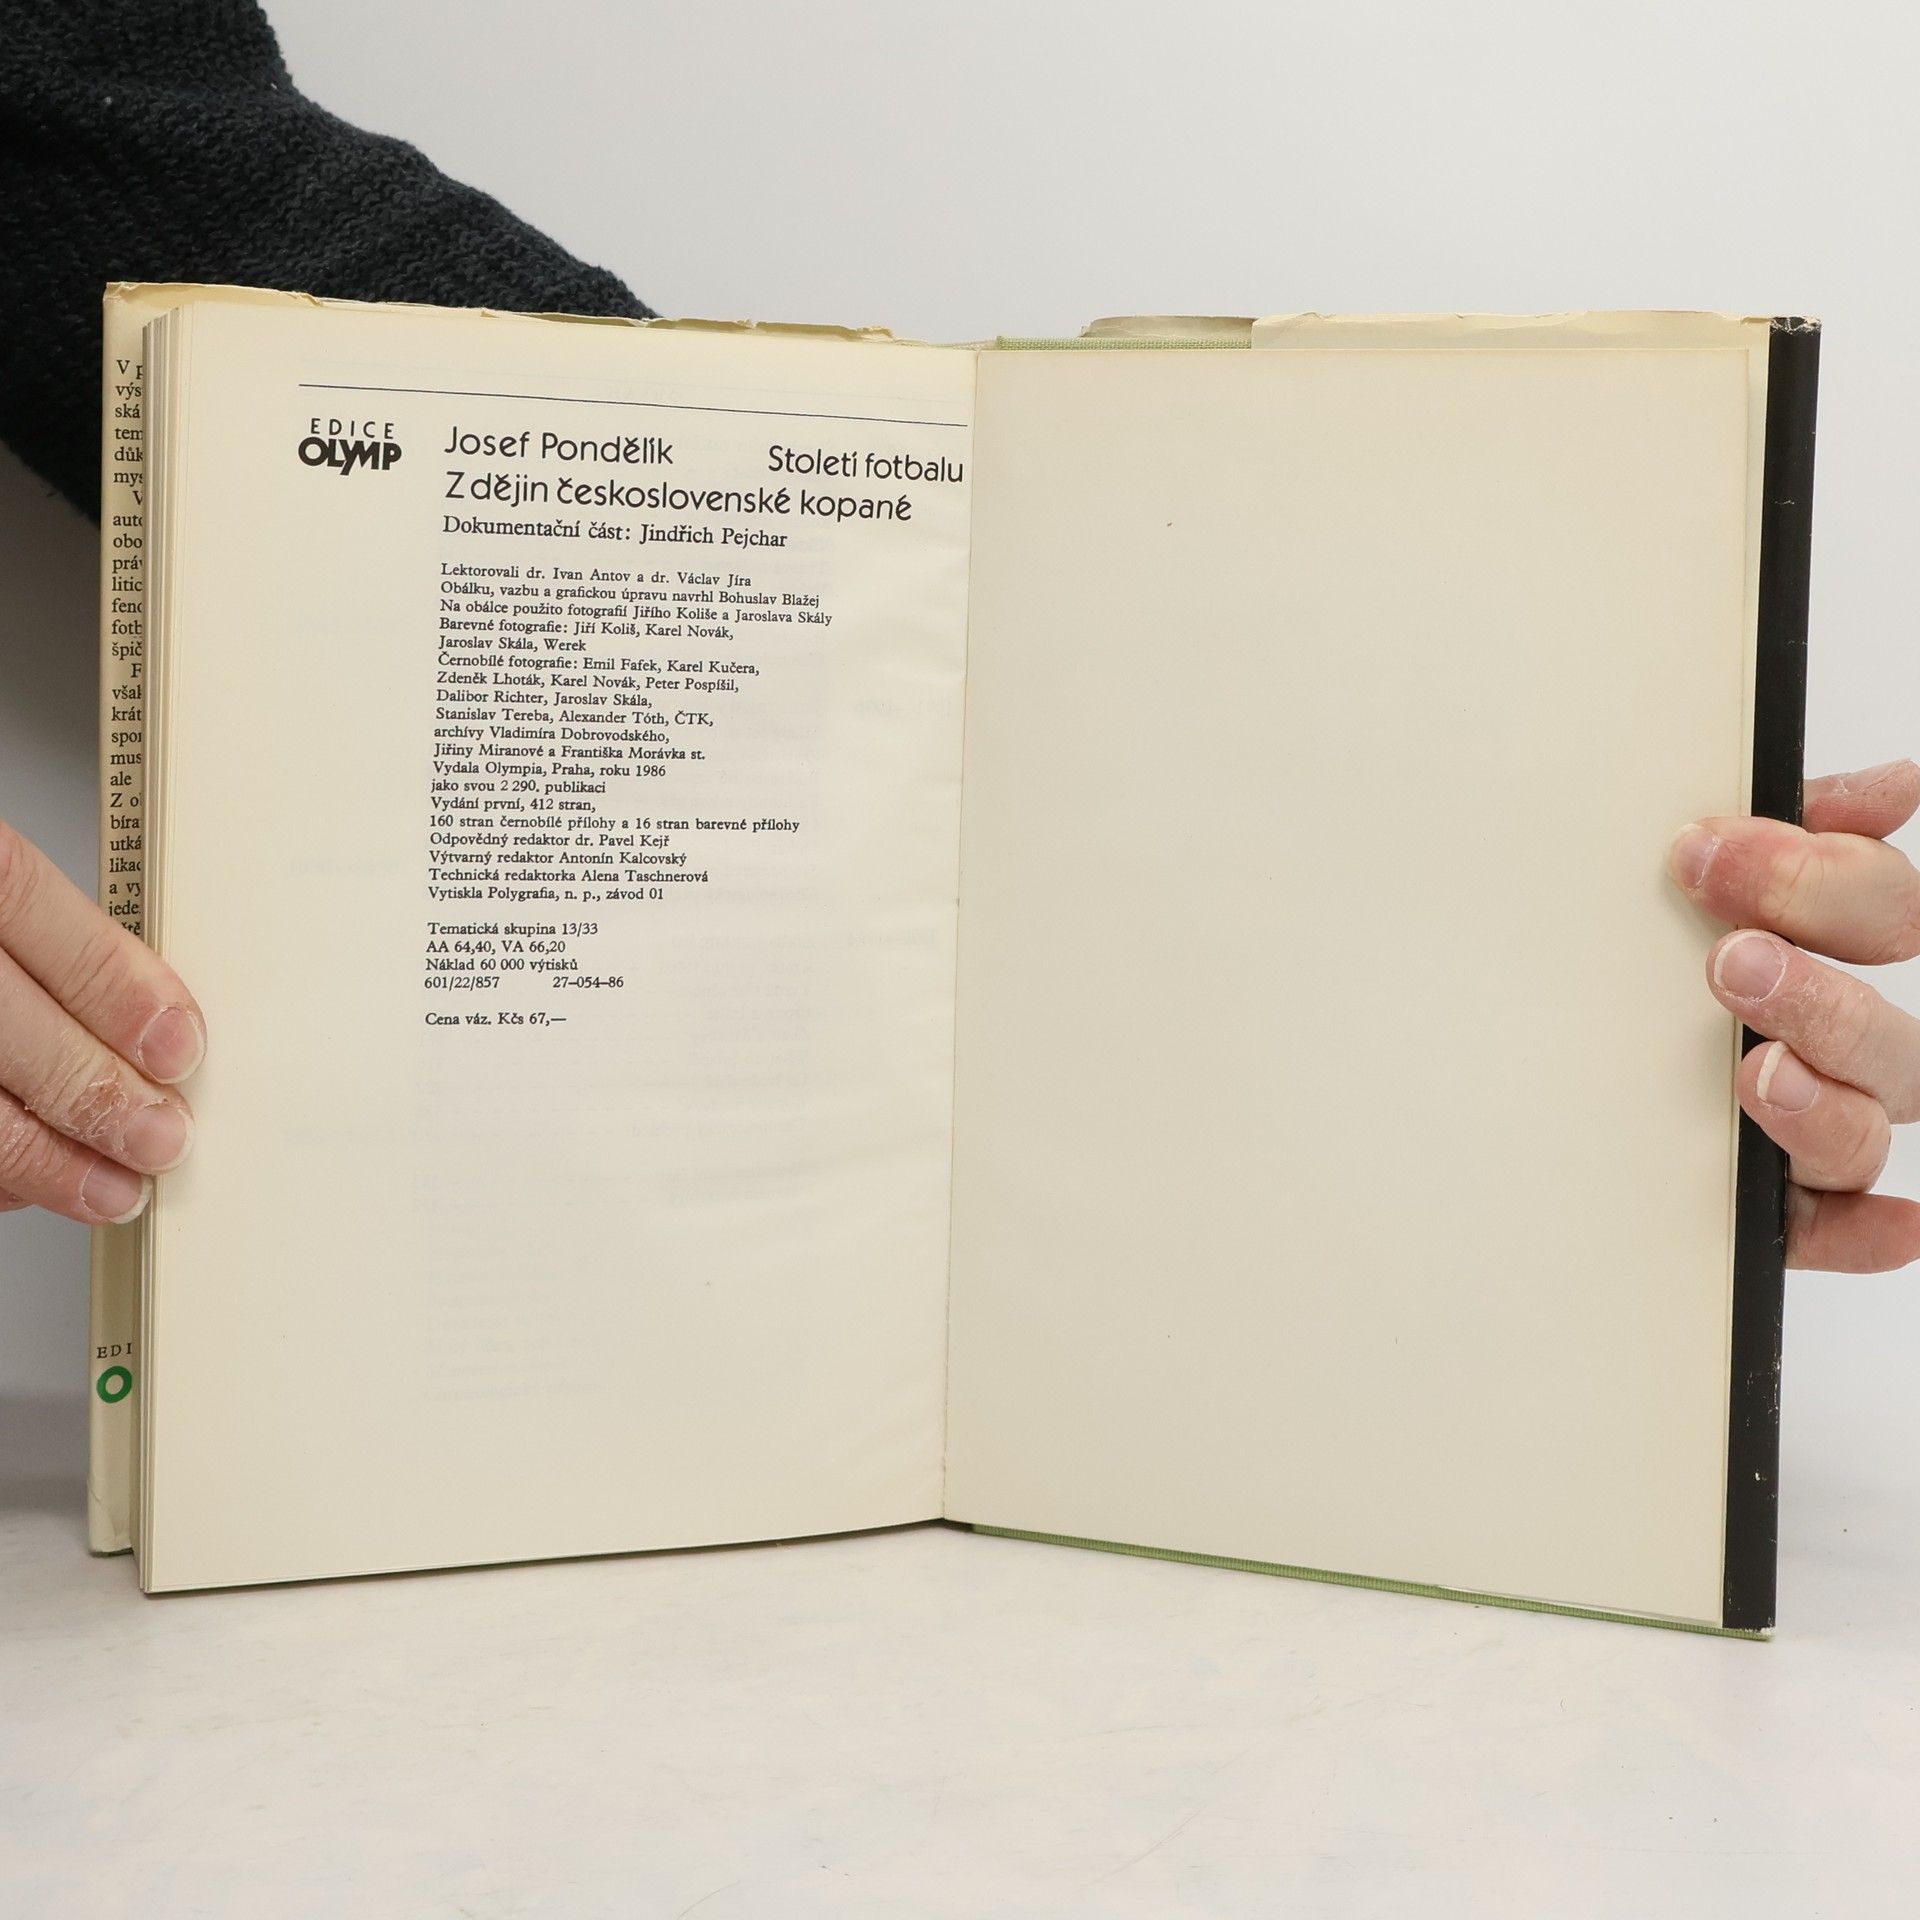 EDICE
OLYMP
Josef Pondělík
Století fotbalu
Z dějin československé kopané
Dokumentační část: Jindřich Pejchar
Lektorovali dr. Ivan Antov a dr. Václav Jíra
Obálku, vazbu a grafickou úpravu navrhl Bohuslav Blažej
Na obálce použito fotografií Jiřího Koliše a Jaroslava Skály
Barevné fotografie: Jiří Koliš, Karel Novák,
Jaroslav Skála, Werek
Černobílé fotografie: Emil Fafek, Karel Kučera,
Zdeněk Lhoták, Karel Novák, Peter Pospíšil,
Dalibor Richter, Jaroslav Skála,
Stanislav Tereba, Alexander Tóth, ČTK,
archívy Vladimíra Dobrovodského,
Jiřiny Miranové a Františka Morávka st.
Vydala Olympia, Praha, roku 1986
jako svou 2 290. publikaci
Vydání první, 412 stran,
160 stran černobílé přílohy a 16 stran barevné přílohy
Odpovědný redaktor dr. Pavel Kejř
Výtvarný redaktor Antonín Kalcovský
Technická redaktorka Alena Taschnerová
Vytiskla Polygrafia, n. p., závod 01
Tematická skupina 13/33
AA 64,40, VA 66,20
Náklad 60 000 výtisků
601/22/857 27–054–86
Cena váz. Kčs 67,—